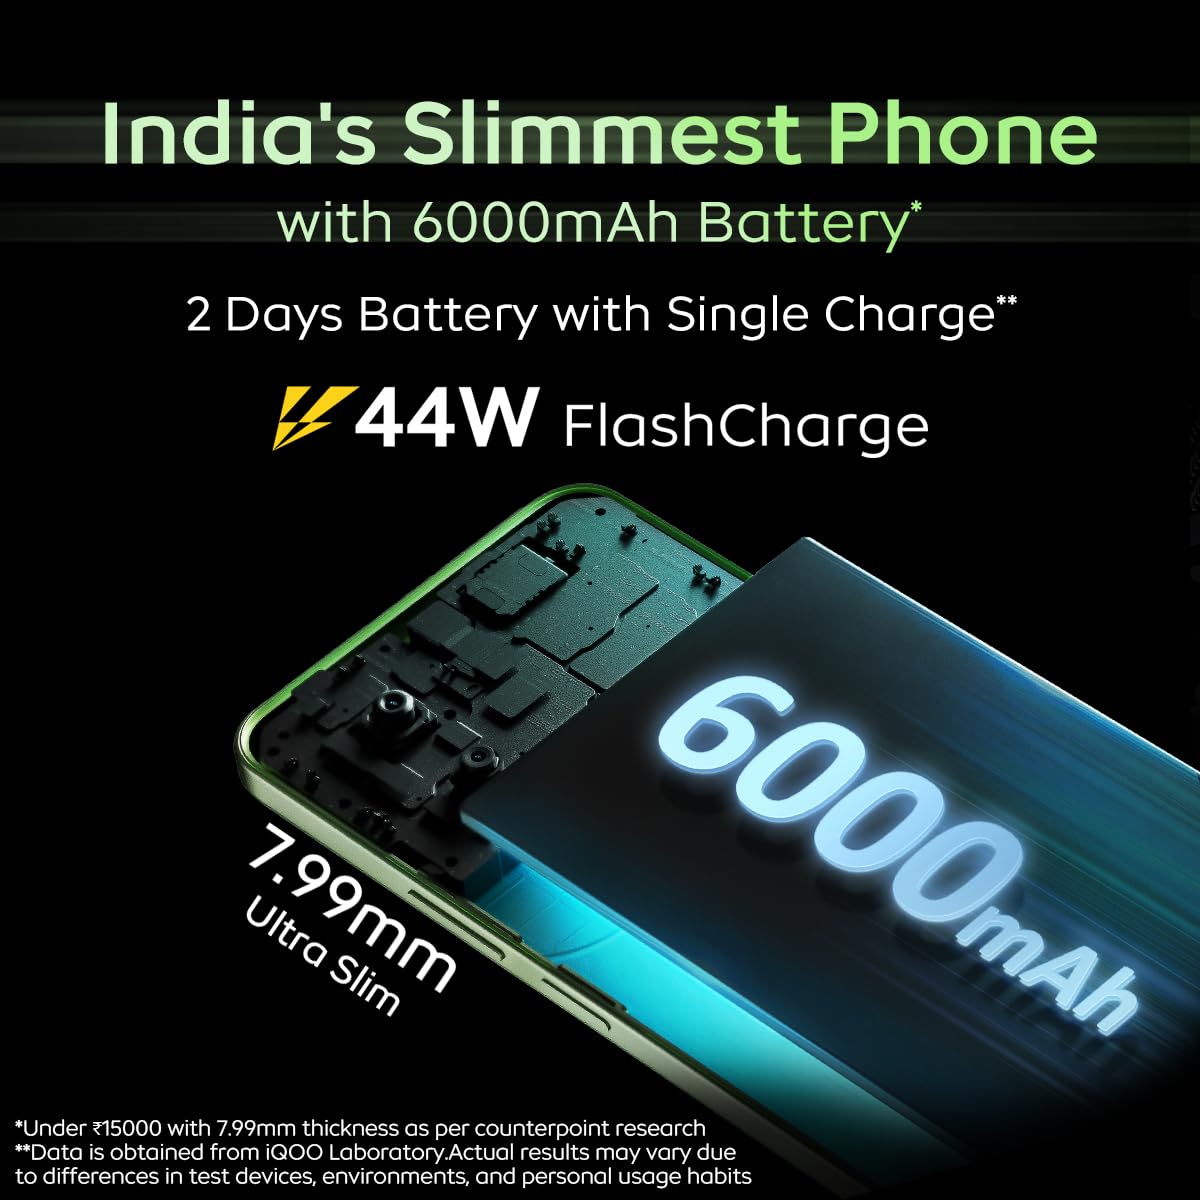 India's Slimmest Phone
with 6000mAh Battery*
2 Days Battery with Single Charge**
44W FlashCharge
6000mAh
7.99mm
Ultra Slim
*Under ₹15000 with 7.99mm thickness as per counterpoint research
**Data is obtained from iQOO Laboratory.Actual results may vary due
to differences in test devices, environments, and personal usage habits